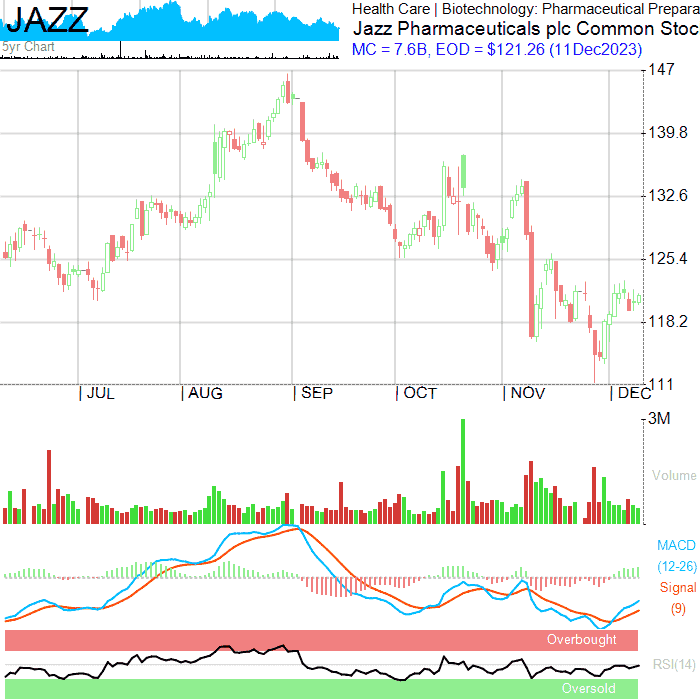 JAZZ
5yr Chart
Health Care | Biotechnology: Pharmaceutical Prepara
Jazz Pharmaceuticals plc Common Stoc
MC = 7.6B, EOD = $121.26 (11Dec2023)
147
139.8
132.6
125.4
118.2
111
| JUL | AUG | SEP | OCT | NOV | DEC
3M
Volume
MACD
(12-26)
Signal
(9)
Overbought
RSI(14)
Oversold